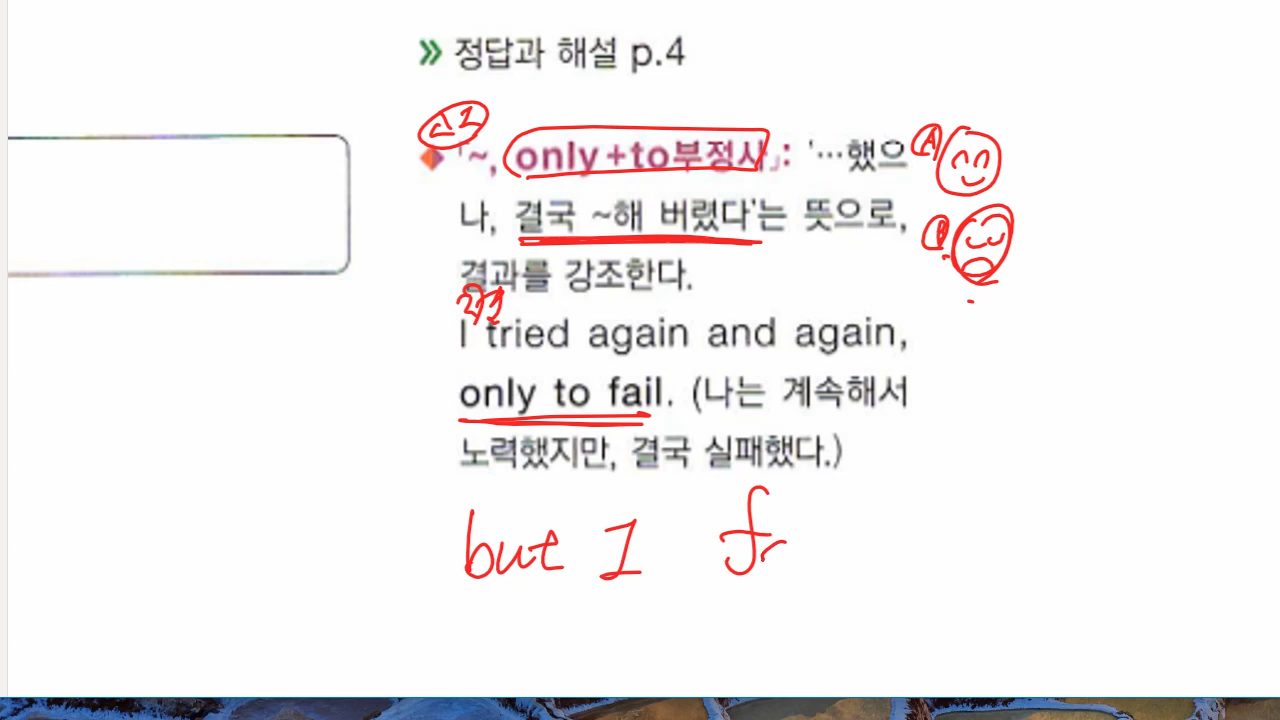 » 정답과 해설 p.4
「~, only+to부정사」: '…했으
나, 결국 ~해 버렸다'는 뜻으로,
결과를 강조한다.
I tried again and again,
only to fail. (나는 계속해서
노력했지만, 결국 실패했다.)
but I f